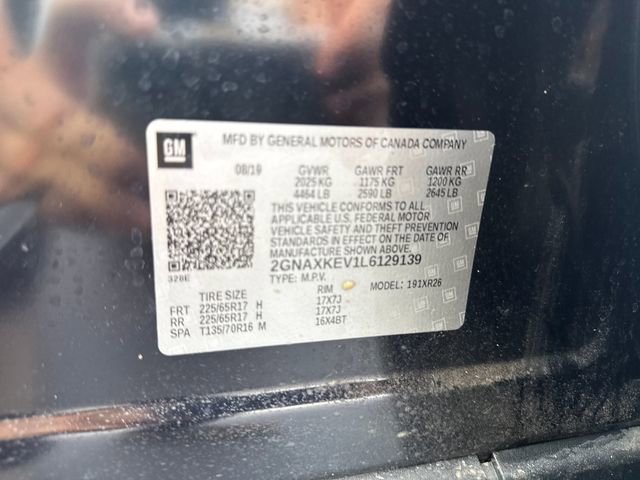 GM
MFD BY GENERAL MOTORS OF CANADA COMPANY
08/19 GVWR GAWR FRT GAWR RR
2025 KG 1175 KG 1200 KG
4464 LB 2590 LB 2645 LB
THIS VEHICLE CONFORMS TO ALL
APPLICABLE U.S. FEDERAL MOTOR
VEHICLE SAFETY AND THEFT PREVENTION
STANDARDS IN EFFECT ON THE DATE OF
MANUFACTURE SHOWN ABOVE.
328E 2GNAXKEV1L6129139
TYPE: M.P.V. MODEL: 191XR26
TIRE SIZE RIM
FRT 225/65R17 H 17X7J
RR 225/65R17 H 17X7J
SPA T135/70R16 M 16X4BT